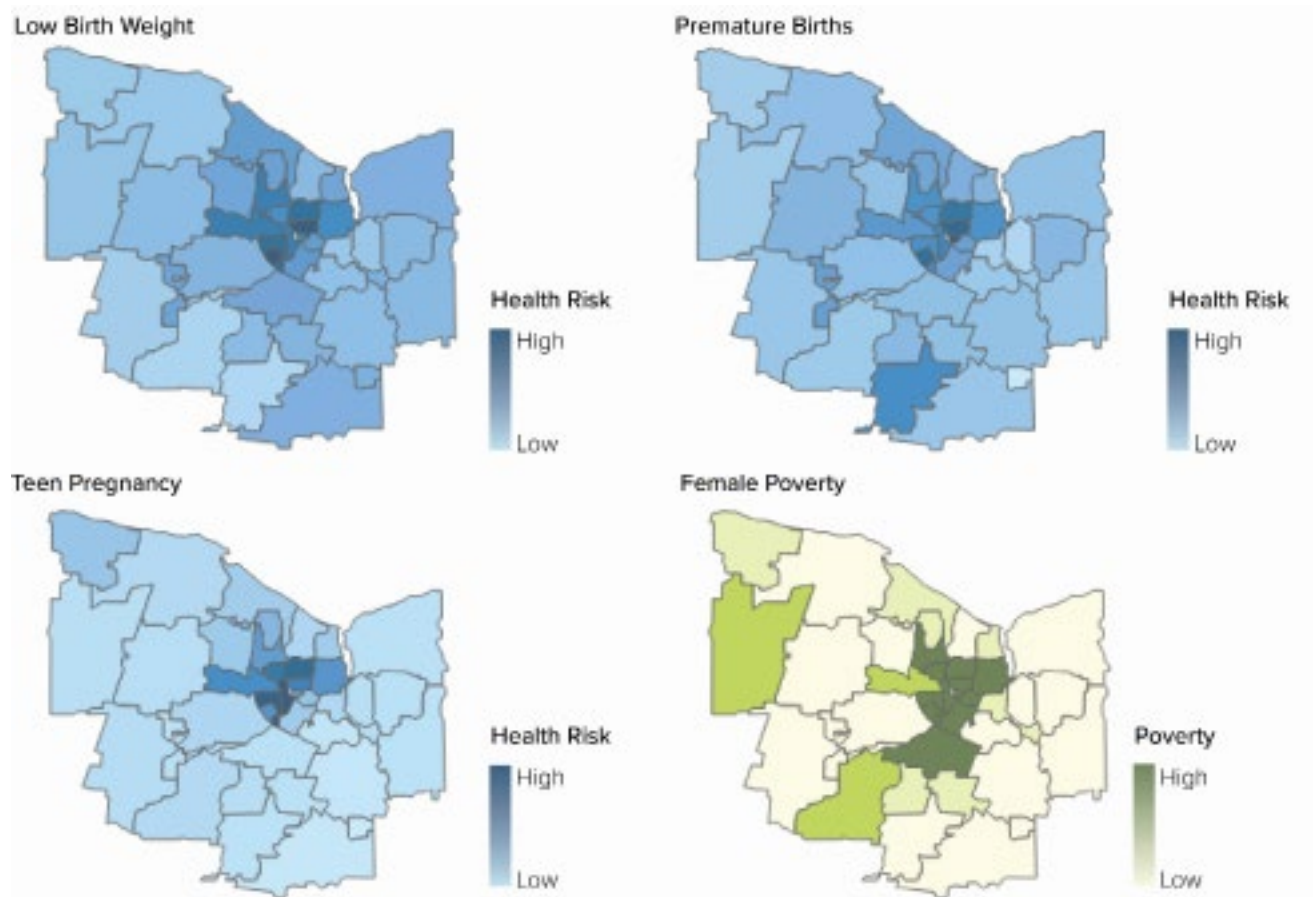 Low Birth Weight
Premature Births
Health Risk
High
Low
Health Risk
High
Low
Teen Pregnancy
Female Poverty
Health Risk
High
Low
Poverty
High
Low